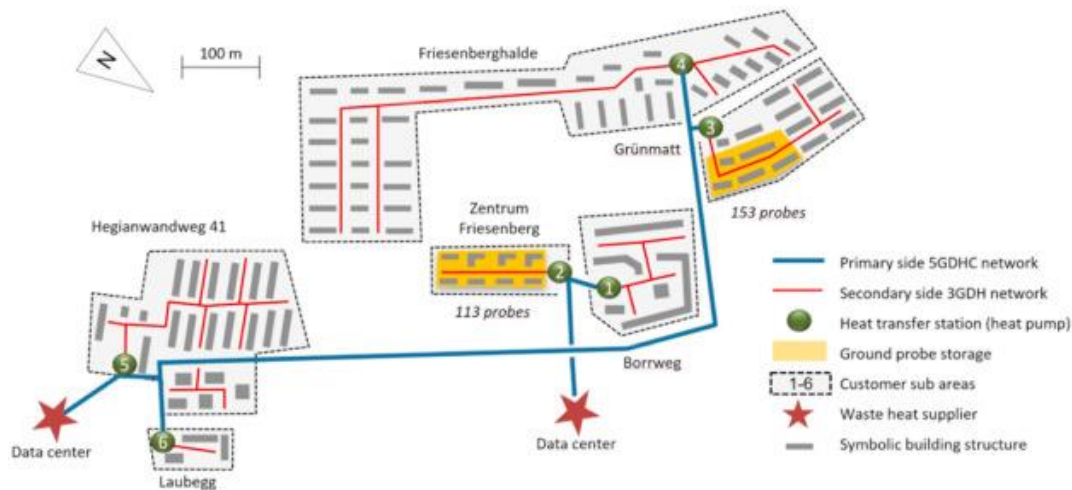 N
100 m
Friesenberghalde
4
3
Grünmatt
153 probes
Zentrum
Friesenberg
Hegianwandweg 41
2
1
113 probes
Borrweg
5
6
Data center
Laubegg
Data center
Primary side 5GDHC network
Secondary side 3GDH network
Heat transfer station (heat pump)
Ground probe storage
1-6 Customer sub areas
Waste heat supplier
Symbolic building structure